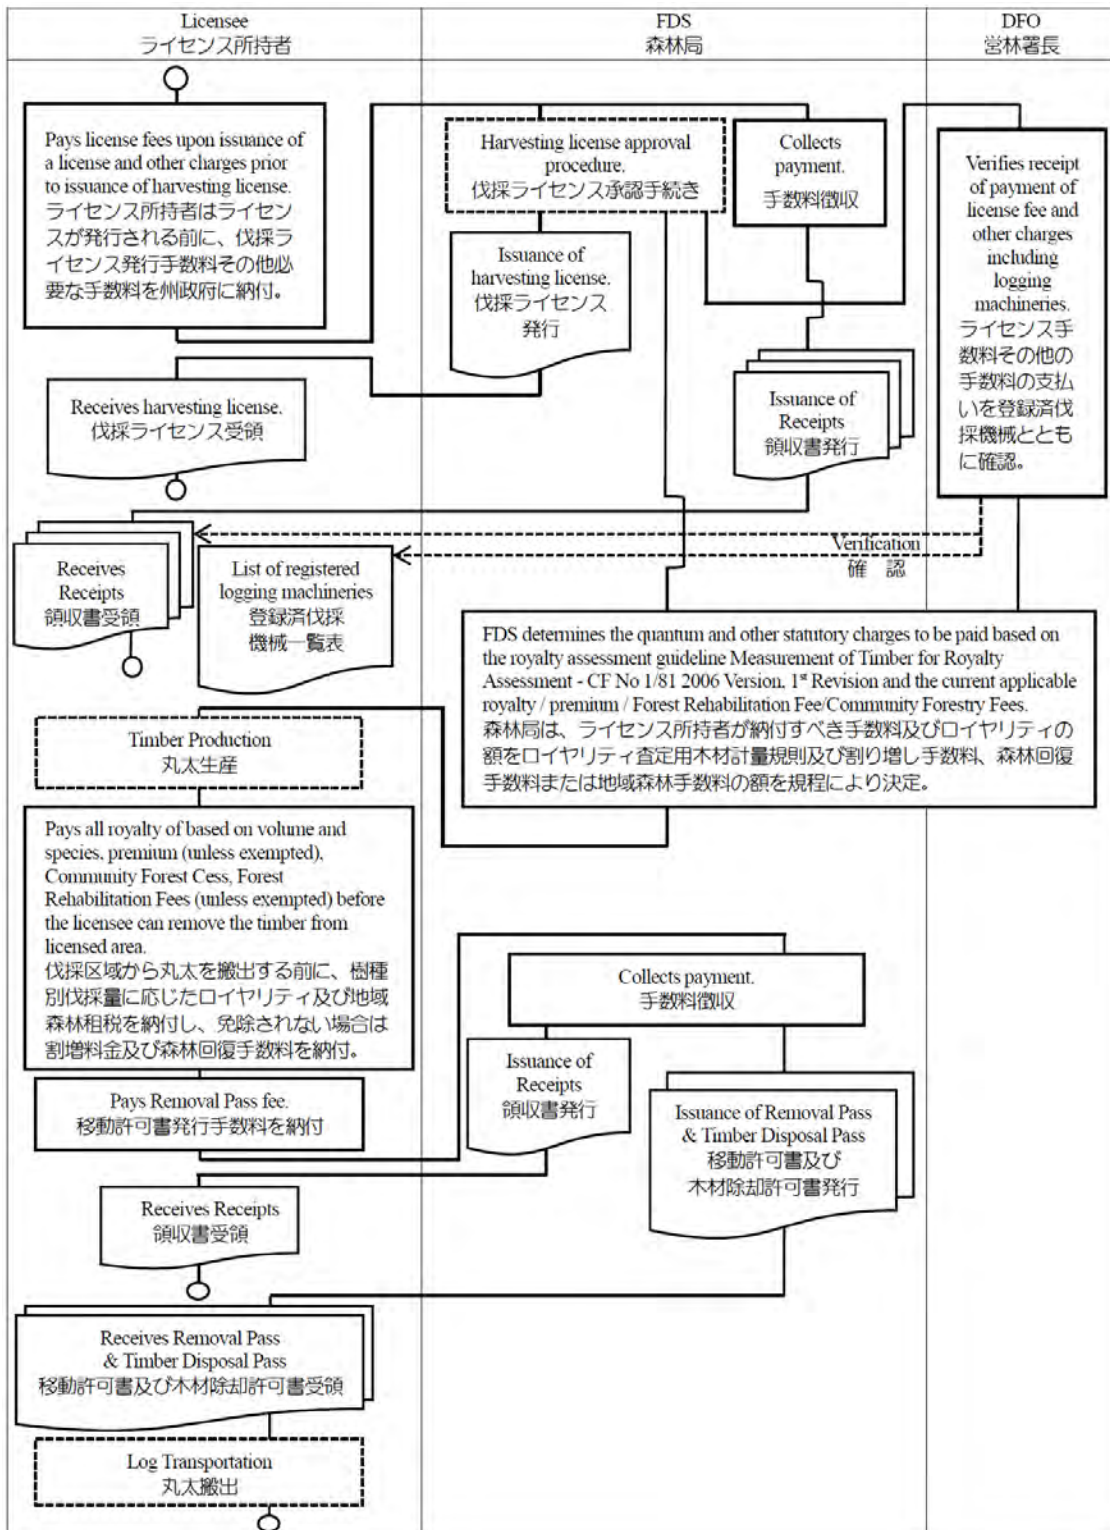 Licensee
ライセンス所持者
FDS
森林局
DFO
営林署長
Pays license fees upon issuance of
a license and other charges prior
to issuance of harvesting license.
ライセンス所持者はライセン
スが発行される前に、伐採ラ
イセンス発行手数料その他必
要な手数料を州政府に納付。
Harvesting license approval
procedure.
伐採ライセンス承認手続き
Collects
payment.
手数料徴収
Verifies receipt
of payment of
license fee and
other charges
including
logging
machineries.
ライセンス手
数料その他の
手数料の支払
いを登録済伐
採機械ととも
に確認。
Issuance of
harvesting license.
伐採ライセンス
発行
Receives harvesting license.
伐採ライセンス受領
Issuance of
Receipts
領収書発行
Receives
Receipts
領収書受領
List of registered
logging machineries
登録済伐採
機械一覧表
Verification
確 認
FDS determines the quantum and other statutory charges to be paid based on
the royalty assessment guideline Measurement of Timber for Royalty
Assessment - CF No 1/81 2006 Version, 1st Revision and the current applicable
royalty / premium / Forest Rehabilitation Fee/Community Forestry Fees.
森林局は、ライセンス所持者が納付すべき手数料及びロイヤリティの
額をロイヤリティ査定用木材計量規則及び割り増し手数料、森林回復
手数料または地域森林手数料の額を規程により決定。
Timber Production
丸太生産
Pays all royalty of based on volume and
species, premium (unless exempted),
Community Forest Cess, Forest
Rehabilitation Fees (unless exempted) before
the licensee can remove the timber from
licensed area.
伐採区域から丸太を搬出する前に、樹種
別伐採量に応じたロイヤリティ及び地域
森林租税を納付し、免除されない場合は
割増料金及び森林回復手数料を納付。
Collects payment.
手数料徴収
Issuance of
Receipts
領収書発行
Pays Removal Pass fee.
移動許可書発行手数料を納付
Issuance of Removal Pass
& Timber Disposal Pass
移動許可書及び
木材除却許可書発行
Receives Receipts
領収書受領
Receives Removal Pass
& Timber Disposal Pass
移動許可書及び木材除却許可書受領
Log Transportation
丸太搬出